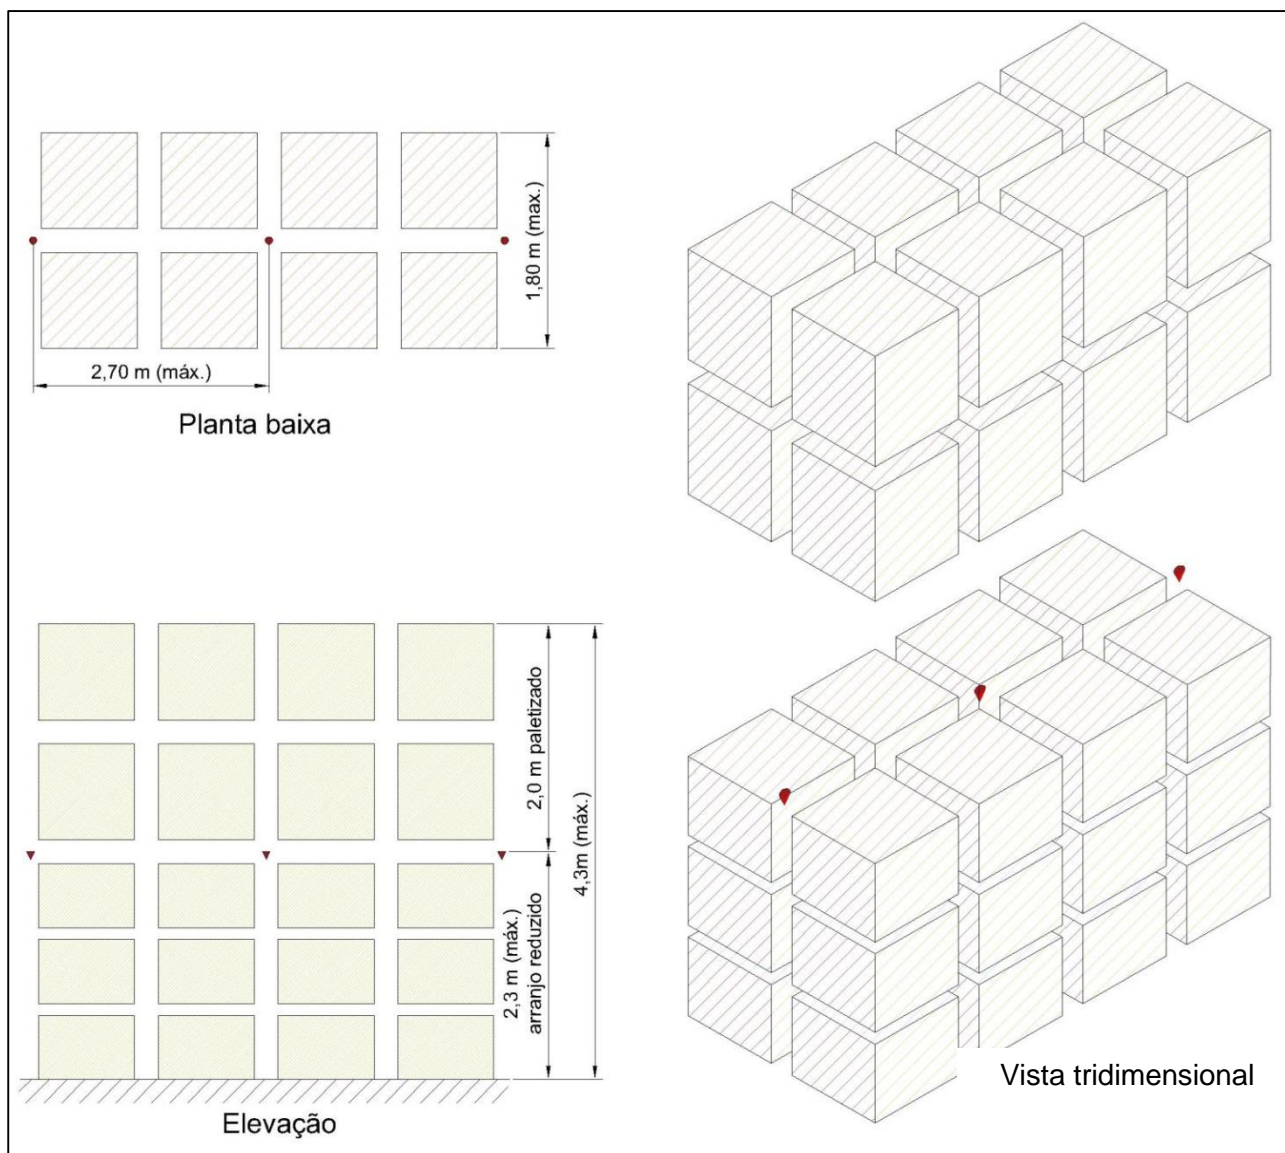 1,80 m (max.)
2,70 m (máx.)
Planta baixa
2,0 m paletizado
4,3m (máx.)
2,3 m (máx.)
arranjo reduzido
Elevação
Vista tridimensional